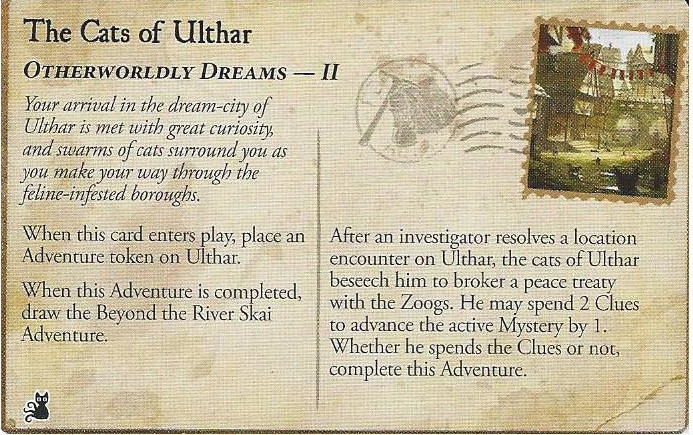 The Cats of Ulthar
OTHERWORLDLY DREAMS — II
Your arrival in the dream-city of
Ulthar is met with great curiosity,
and swarms of cats surround you as
you make your way through the
feline-infested boroughs.
When this card enters play, place an
Adventure token on Ulthar.
When this Adventure is completed,
draw the Beyond the River Skai
Adventure.
After an investigator resolves a location
encounter on Ulthar, the cats of Ulthar
beseech him to broker a peace treaty
with the Zoogs. He may spend 2 Clues
to advance the active Mystery by 1.
Whether he spends the Clues or not,
complete this Adventure.